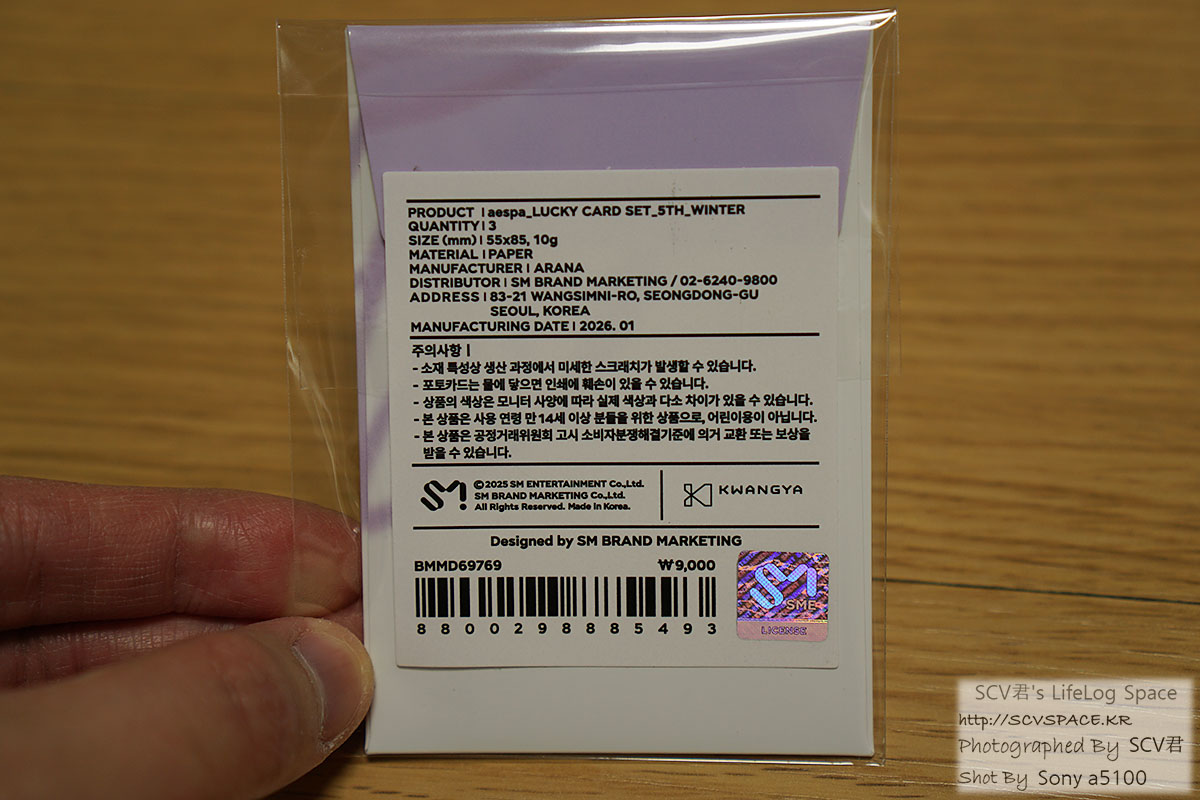 PRODUCT | aespa_LUCKY CARD SET_5TH_WINTER
QUANTITY | 3
SIZE (mm) | 55x85, 10g
MATERIAL | PAPER
MANUFACTURER | ARANA
DISTRIBUTOR | SM BRAND MARKETING / 02-6240-9800
ADDRESS | 83-21 WANGSIMNI-RO, SEONGDONG-GU
SEOUL, KOREA
MANUFACTURING DATE | 2026. 01
주의사항 |
- 소재 특성상 생산 과정에서 미세한 스크래치가 발생할 수 있습니다.
- 포토카드는 물에 닿으면 인쇄에 훼손이 있을 수 있습니다.
- 상품의 색상은 모니터 사양에 따라 실제 색상과 다소 차이가 있을 수 있습니다.
- 본 상품은 사용 연령 만 14세 이상 분들을 위한 상품으로, 어린이용이 아닙니다.
- 본 상품은 공정거래위원회 고시 소비자분쟁해결기준에 의거 교환 또는 보상을
받을 수 있습니다.
SM
©2025 SM ENTERTAINMENT Co.,Ltd.
SM BRAND MARKETING Co.,Ltd.
All Rights Reserved. Made in Korea.
KWANGYA
Designed by SM BRAND MARKETING
BMMD69769 ₩9,000
8800298885493
SM
SME
LICENSE
SCV君's LifeLog Space
http://SCVSPACE.KR
Photographed By SCV君
Shot By Sony a5100